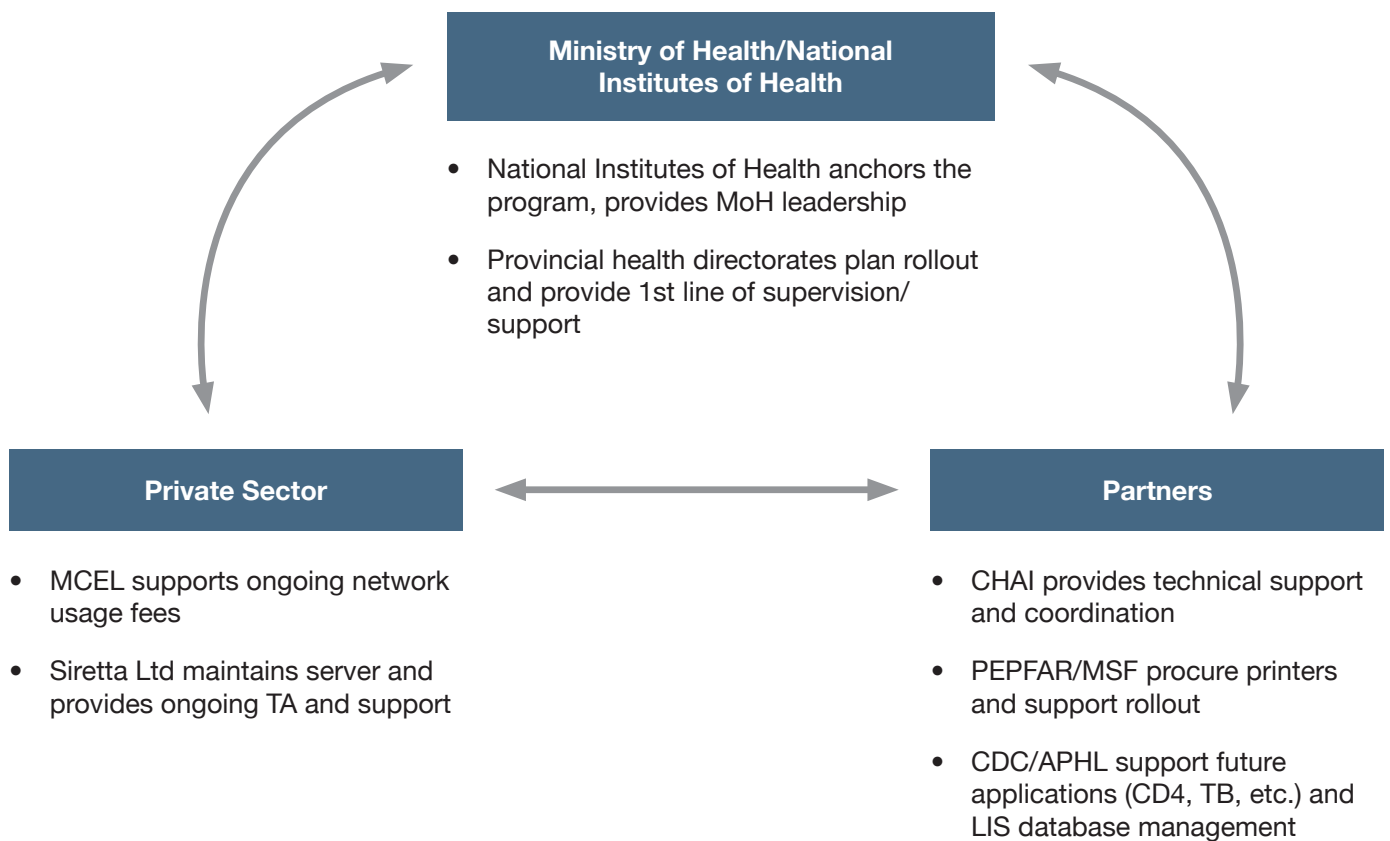 Ministry of Health/National
Institutes of Health
• National Institutes of Health anchors the
program, provides MoH leadership
• Provincial health directorates plan rollout
and provide 1st line of supervision/
support
Private Sector
• MCEL supports ongoing network
usage fees
• Siretta Ltd maintains server and
provides ongoing TA and support
Partners
• CHAI provides technical support
and coordination
• PEPFAR/MSF procure printers
and support rollout
• CDC/APHL support future
applications (CD4, TB, etc.) and
LIS database management